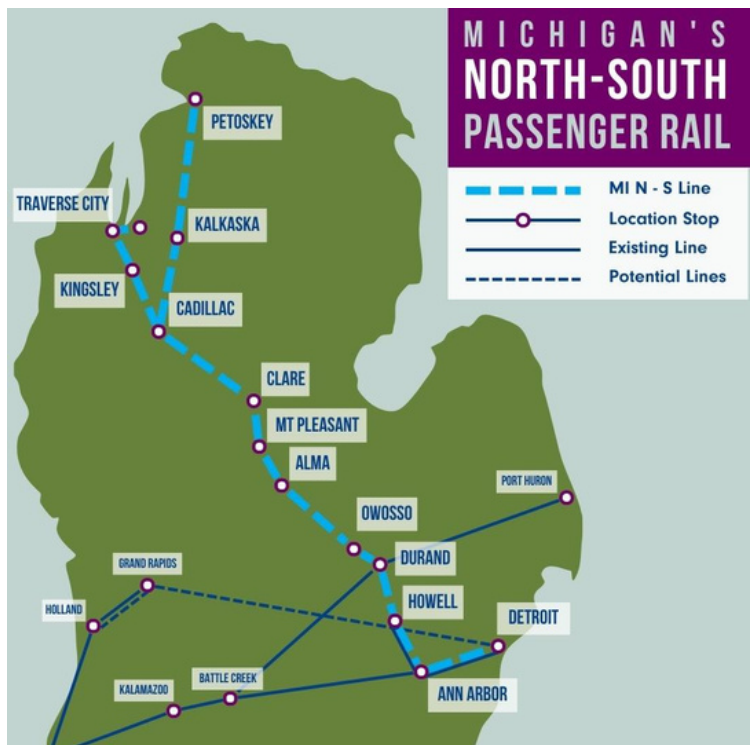 MICHIGAN'S
NORTH-SOUTH
PASSENGER RAIL
MI N - S Line
Location Stop
Existing Line
Potential Lines
PETOSKEY
TRAVERSE CITY
KALKASKA
KINGSLEY
CADILLAC
CLARE
MT PLEASANT
ALMA
PORT HURON
OWOSSO
DURAND
GRAND RAPIDS
HOWELL
HOLLAND
DETROIT
BATTLE CREEK
KALAMAZOO
ANN ARBOR